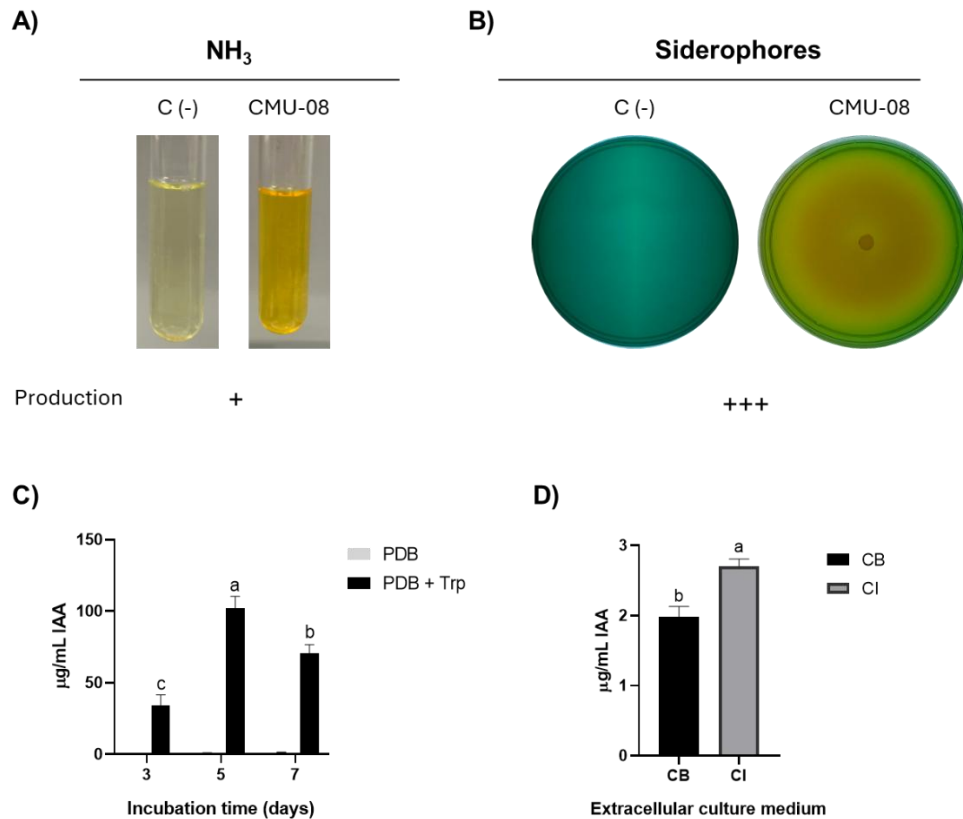 A)
NH₃
C (-) CMU-08
Production +
B)
Siderophores
C (-) CMU-08
+++
C)
µg/mL IAA
150
100
50
0
c
a
b
3 5 7
Incubation time (days)
PDB
PDB + Trp
D)
µg/mL IAA
3
2
1
0
b
a
CB CI
Extracellular culture medium
CB
CI